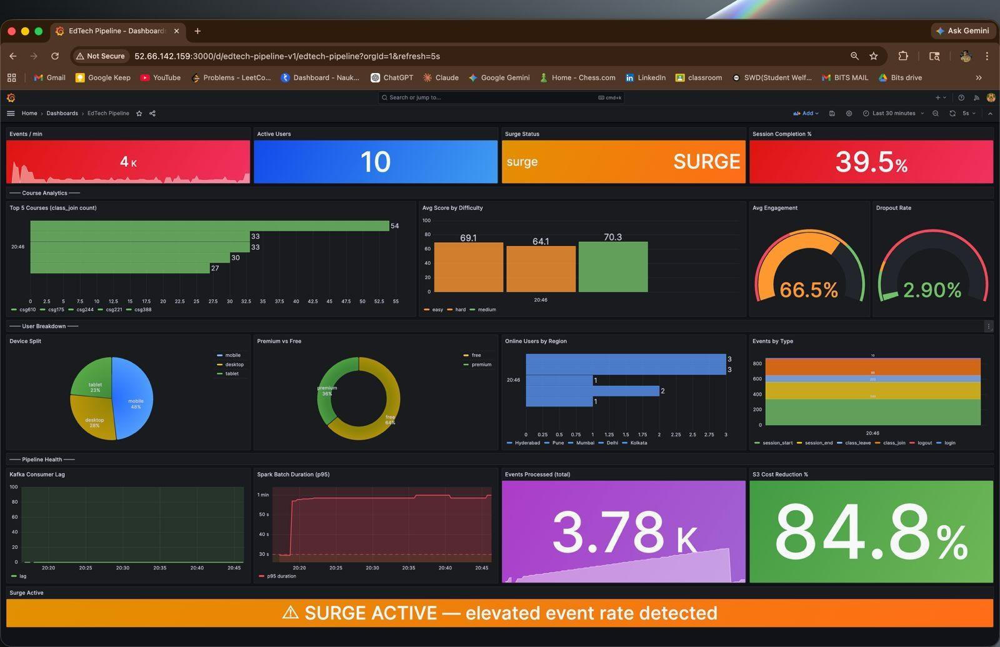 EdTech Pipeline - Dashboards
Ask Gemini
Not Secure
52.66.142.159:3000/d/edtech-pipeline-v1/edtech-pipeline?orgId=1&refresh=5s
Gmail
Google Keep
YouTube
Problems - LeetCo...
Dashboard - Nauk...
ChatGPT
Claude
Google Gemini
Home - Chess.com
LinkedIn
classroom
SWD(Student Welf...
BITS MAIL
Bits drive
Search or jump to...
cmd+k
Home › Dashboards › EdTech Pipeline
Add
Last 30 minutes
5s
Events / min
4 K
Active Users
10
Surge Status
surge
SURGE
Session Completion %
39.5%
Course Analytics
Top 5 Courses (class_join count)
54
33
33
30
27
20:46
0 2.5 5 7.5 10 12.5 15 17.5 20 22.5 25 27.5 30 32.5 35 37.5 40 42.5 45 47.5 50 52.5 55
csg610 csg175 csg244 csg221 csg388
Avg Score by Difficulty
100
80
60
40
20
0
69.1
64.1
70.3
20:46
easy hard medium
Avg Engagement
66.5%
Dropout Rate
2.90%
User Breakdown
Device Split
tablet
23%
mobile
48%
desktop
28%
mobile
desktop
tablet
Premium vs Free
premium
36%
free
64%
free
premium
Online Users by Region
3
3
1
2
1
20:46
0 0.25 0.5 0.75 1 1.25 1.5 1.75 2 2.25 2.5 2.75 3
Hyderabad Pune Mumbai Delhi Kolkata
Events by Type
800
600
400
200
0
10
20:46
session_start session_end class_leave class_join logout login
Pipeline Health
Kafka Consumer Lag
100
80
60
40
20
0
20:20 20:25 20:30 20:35 20:40 20:45
lag
Spark Batch Duration (p95)
1 min
50 s
40 s
30 s
20:20 20:25 20:30 20:35 20:40 20:45
p95 duration
Events Processed (total)
3.78 K
S3 Cost Reduction %
84.8%
Surge Active
⚠ SURGE ACTIVE — elevated event rate detected